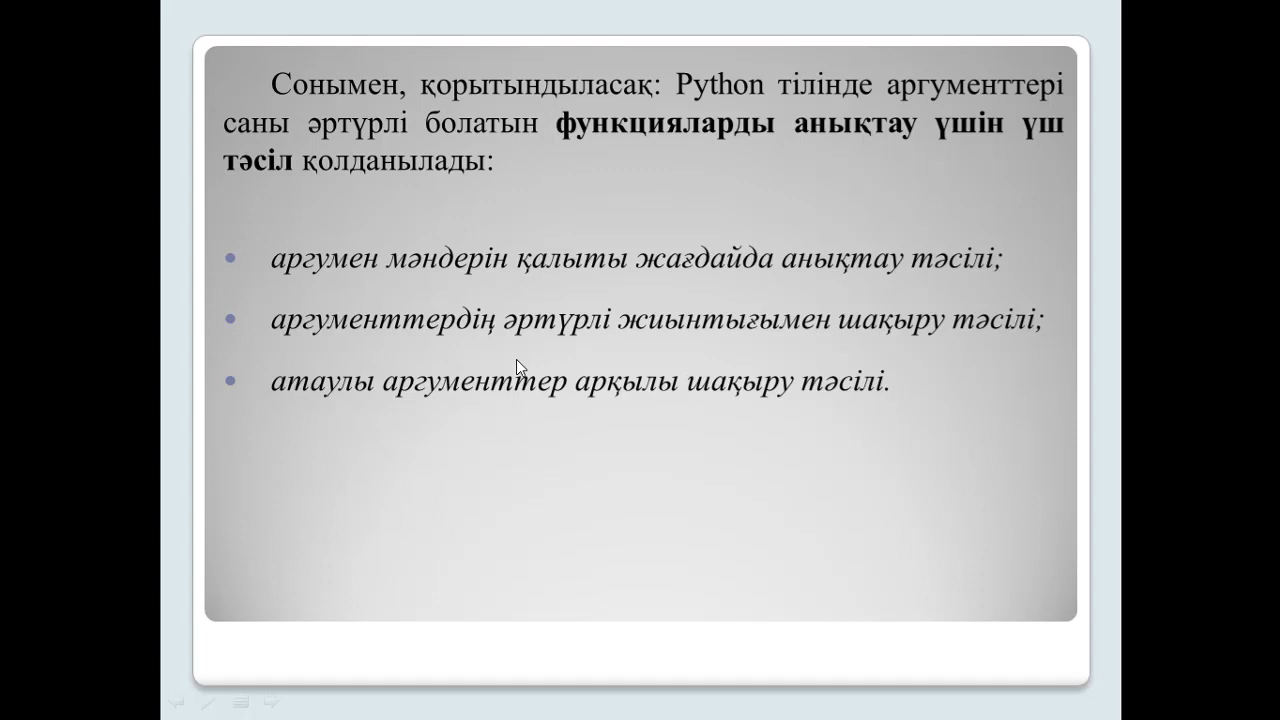 Сонымен, қорытындыласақ: Python тілінде аргументтері
саны әртүрлі болатын функцияларды анықтау үшін үш
тәсіл қолданылады:
• аргумен мәндерін қалыты жағдайда анықтау тәсілі;
• аргументтердің әртүрлі жиынтығымен шақыру тәсілі;
• атаулы аргументтер арқылы шақыру тәсілі.